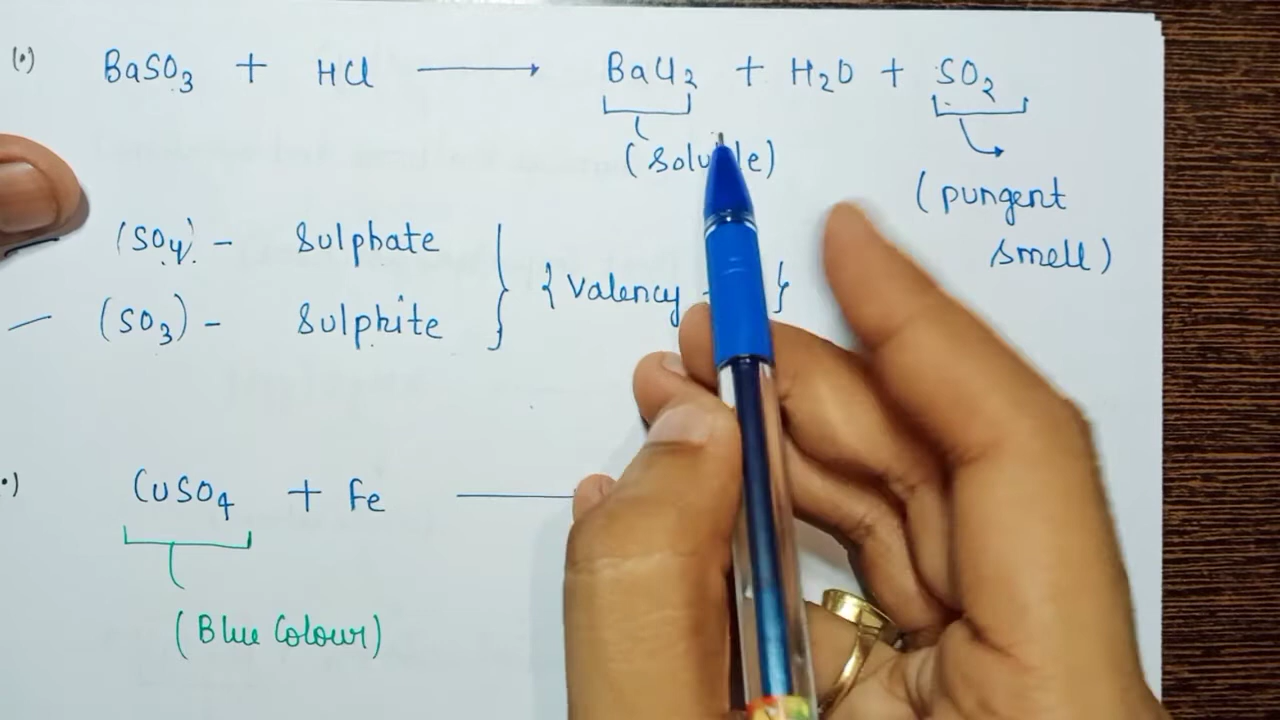 (•) BaSO3 + HCl → BaCl2 + H2O + SO2
(soluble)
(pungent smell)
(SO4) - Sulphate
(SO3) - Sulphite
{Valency - }
•) CuSO4 + Fe
(Blue Colour)